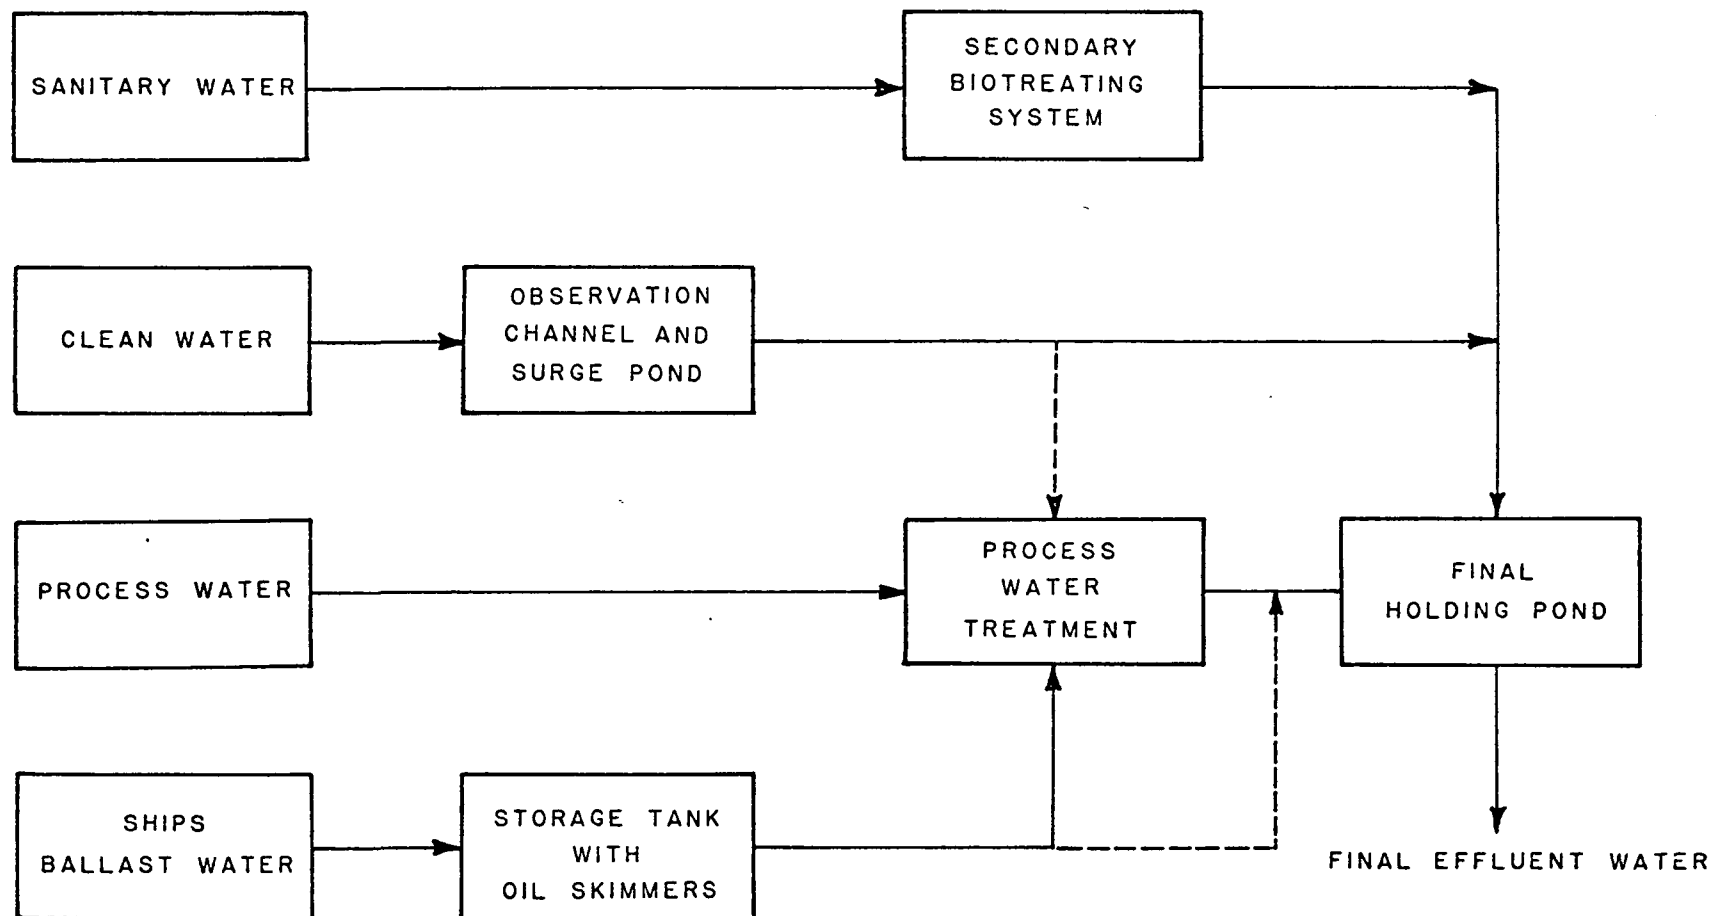 SANITARY WATER
SECONDARY
BIOTREATING
SYSTEM
CLEAN WATER
OBSERVATION
CHANNEL AND
SURGE POND
PROCESS WATER
PROCESS
WATER
TREATMENT
FINAL
HOLDING POND
SHIPS
BALLAST WATER
STORAGE TANK
WITH
OIL SKIMMERS
FINAL EFFLUENT WATER